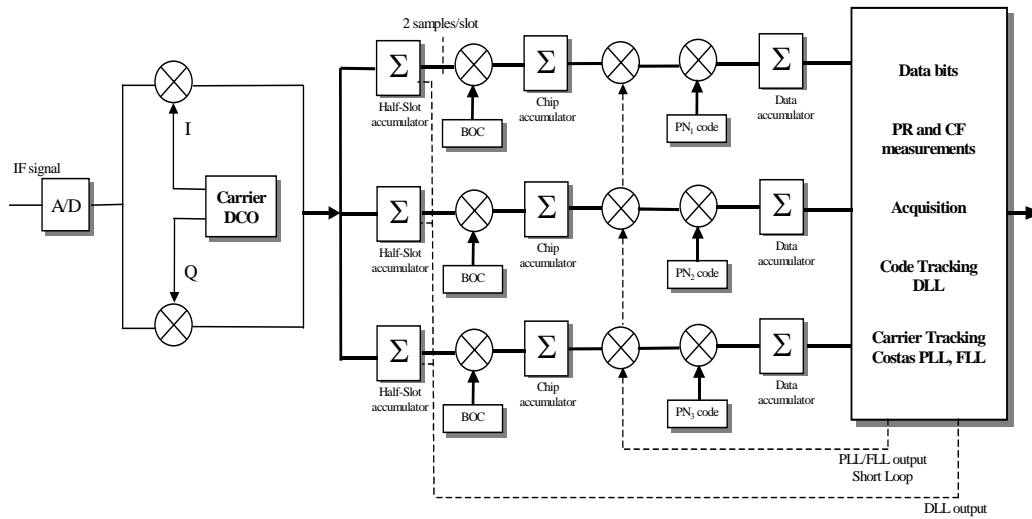 2 samples/slot
Σ
Half-Slot
accumulator
BOC
Σ
Chip
accumulator
PN1 code
Σ
Data
accumulator
I
IF signal
A/D
Carrier
DCO
Q
Σ
Half-Slot
accumulator
BOC
Σ
Chip
accumulator
PN2 code
Σ
Data
accumulator
Σ
Half-Slot
accumulator
BOC
Σ
Chip
accumulator
PN3 code
Σ
Data
accumulator
Data bits
PR and CF
measurements
Acquisition
Code Tracking
DLL
Carrier Tracking
Costas PLL, FLL
PLL/FLL output
Short Loop
DLL output